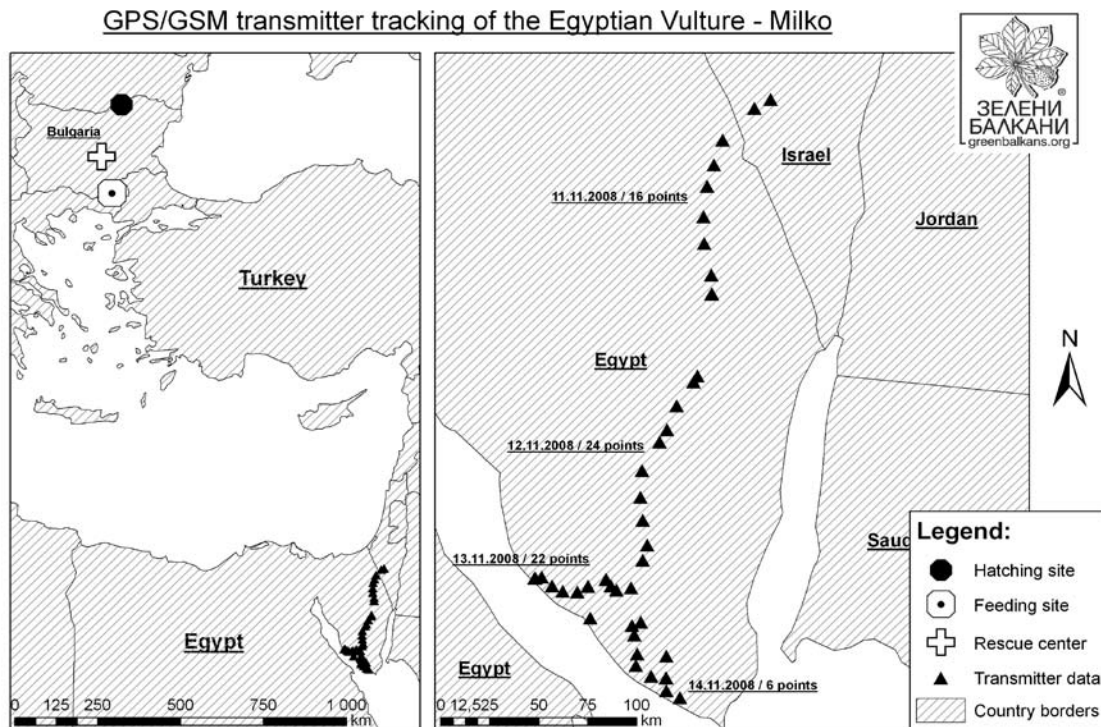 GPS/GSM transmitter tracking of the Egyptian Vulture - Milko
Bulgaria
Turkey
Egypt
0 125 250 500 750 1 000
km
ЗЕЛЕНИ
БАЛКАНИ
®
greenbalkans.org
Israel
11.11.2008 / 16 points
Jordan
Egypt
N
12.11.2008 / 24 points
13.11.2008 / 22 points
Egypt
14.11.2008 / 6 points
0 12,525 50 75 100
km
Legend:
Hatching site
Feeding site
Rescue center
Transmitter data
Country borders